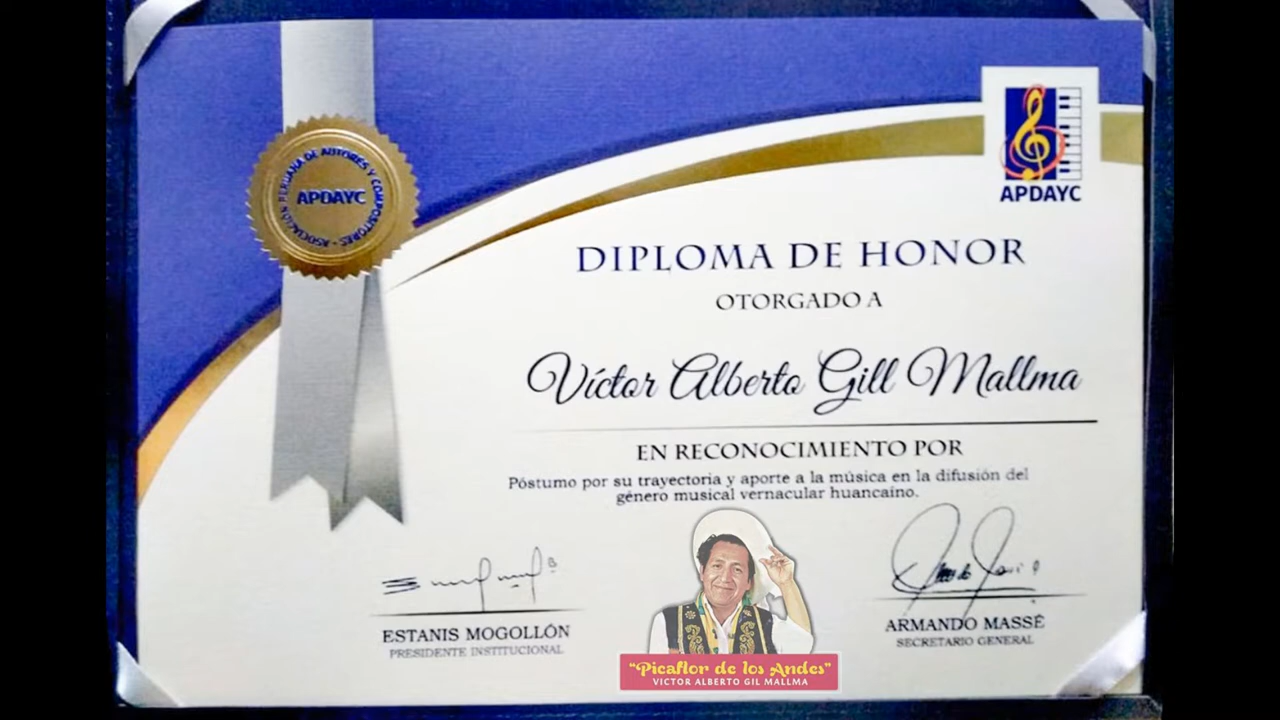 ASOCIACIÓN PERUANA DE AUTORES Y COMPOSITORES -
APDAYC
APDAYC
DIPLOMA DE HONOR
OTORGADO A
Víctor Alberto Gill Mallma
EN RECONOCIMIENTO POR
Póstumo por su trayectoria y aporte a la música en la difusión del
género musical vernacular huancaíno.
ESTANIS MOGOLLÓN
PRESIDENTE INSTITUCIONAL
ARMANDO MASSÉ
SECRETARIO GENERAL
"Picaflor de los Andes"
VICTOR ALBERTO GIL MALLMA